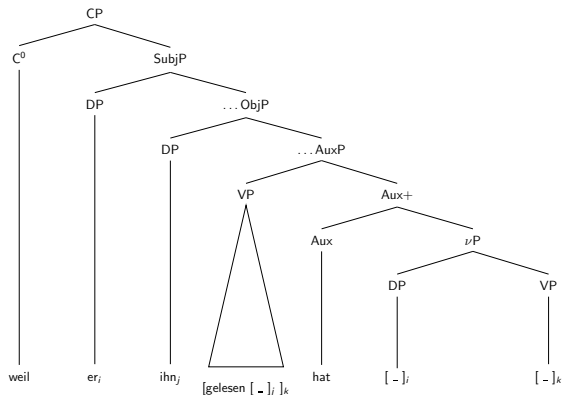 CP
C⁰ SubjP
DP …ObjP
DP …AuxP
VP Aux+
Aux νP
DP VP
weil erᵢ ihnⱼ [gelesen [ _ ]ⱼ ]ₖ hat [ _ ]ᵢ [ _ ]ₖ